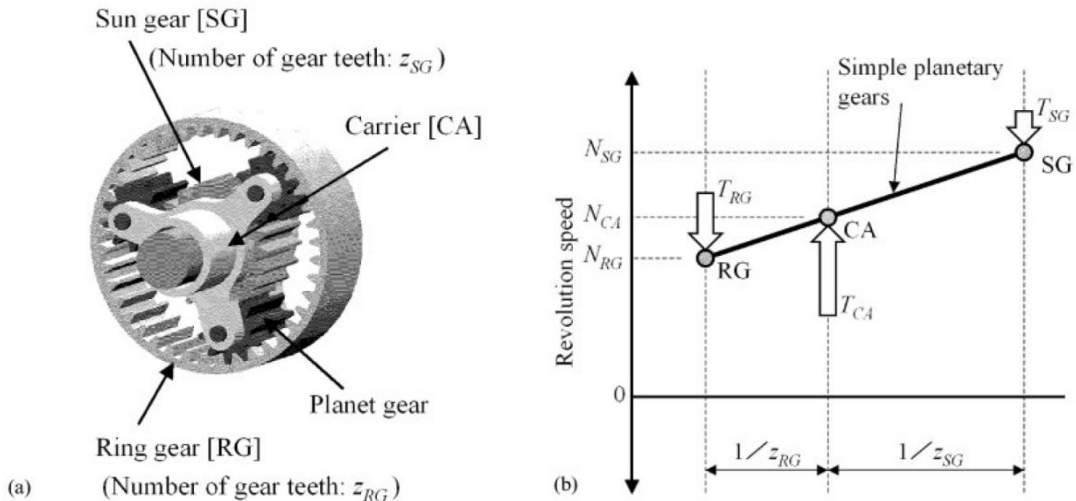 Sun gear [SG]
(Number of gear teeth: z_SG)
Carrier [CA]
Planet gear
Ring gear [RG]
(a)
(Number of gear teeth: z_RG)
Simple planetary
gears
T_SG
N_SG
SG
T_RG
N_CA
CA
N_RG
RG
T_CA
Revolution speed
0
1/z_RG
1/z_SG
(b)